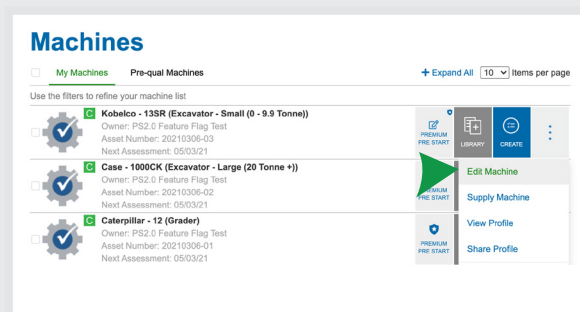 Machines
My Machines Pre-qual Machines + Expand All 10 Items per page
Use the filters to refine your machine list
C Kobelco - 13SR (Excavator - Small (0 - 9.9 Tonne))
Owner: PS2.0 Feature Flag Test
Asset Number: 20210306-03
Next Assessment: 05/03/21
PREMIUM
PRE START
LIBRARY
CREATE
C Case - 1000CK (Excavator - Large (20 Tonne +))
Owner: PS2.0 Feature Flag Test
Asset Number: 20210306-02
Next Assessment: 05/03/21
PRE START
Edit Machine
Supply Machine
View Profile
Share Profile
C Caterpillar - 12 (Grader)
Owner: PS2.0 Feature Flag Test
Asset Number: 20210306-01
Next Assessment: 05/03/21
PREMIUM
PRE START